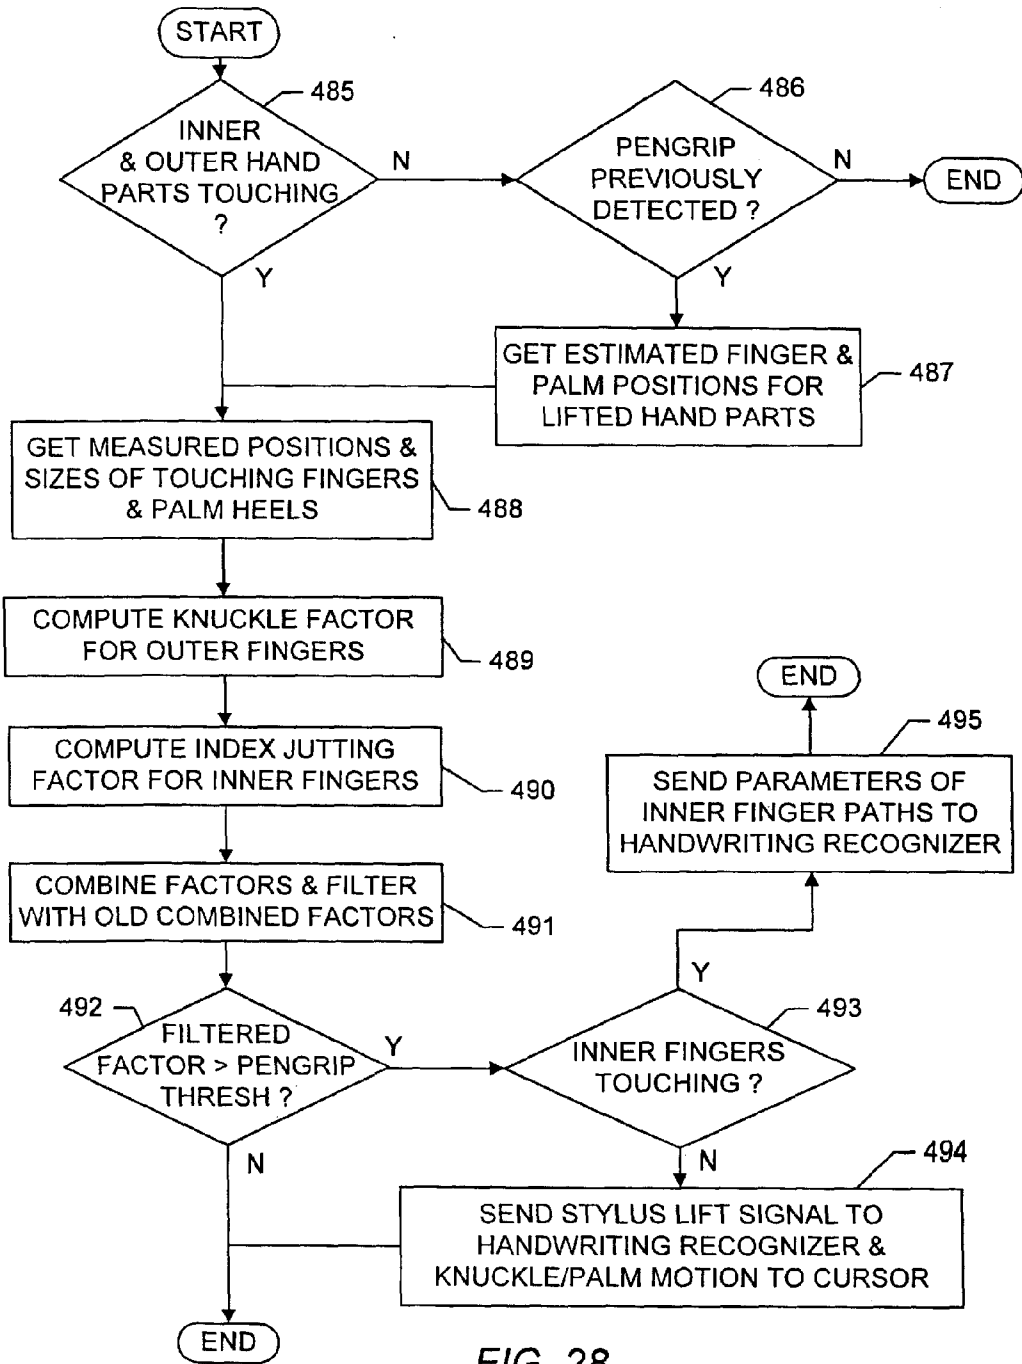 START
485
INNER
& OUTER HAND
PARTS TOUCHING
?
N
Y
486
PENGRIP
PREVIOUSLY
DETECTED ?
N
END
Y
GET ESTIMATED FINGER &
PALM POSITIONS FOR
LIFTED HAND PARTS
487
GET MEASURED POSITIONS &
SIZES OF TOUCHING FINGERS
& PALM HEELS
488
COMPUTE KNUCKLE FACTOR
FOR OUTER FINGERS
489
COMPUTE INDEX JUTTING
FACTOR FOR INNER FINGERS
490
COMBINE FACTORS & FILTER
WITH OLD COMBINED FACTORS
491
492
FILTERED
FACTOR > PENGRIP
THRESH ?
Y
N
END
495
SEND PARAMETERS OF
INNER FINGER PATHS TO
HANDWRITING RECOGNIZER
Y
493
INNER FINGERS
TOUCHING ?
N
494
SEND STYLUS LIFT SIGNAL TO
HANDWRITING RECOGNIZER &
KNUCKLE/PALM MOTION TO CURSOR
END
FIG. 28